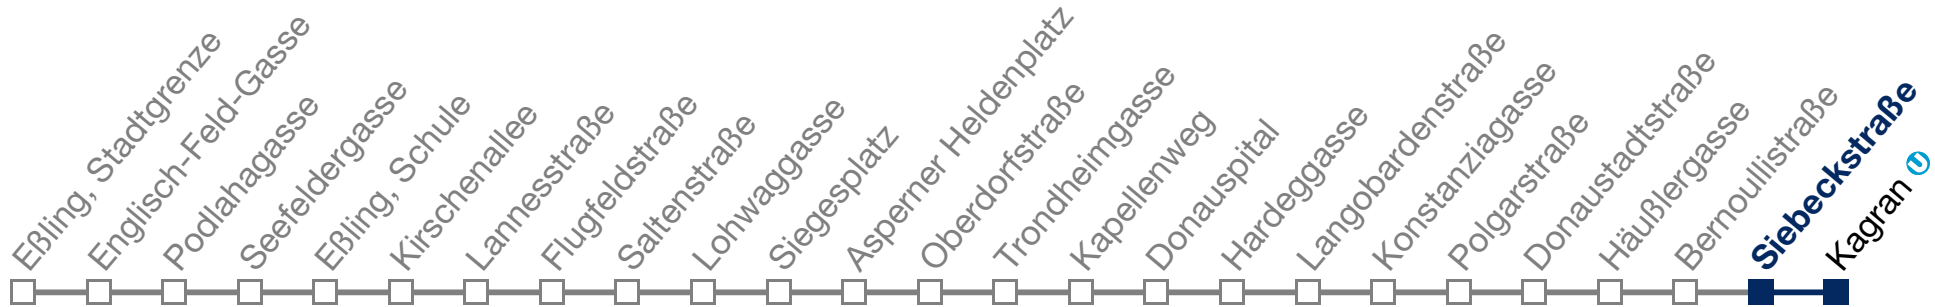 Eßling, Stadtgrenze
Englisch-Feld-Gasse
Podlahagasse
Seefeldergasse
Eßling, Schule
Kirschenallee
Lannesstraße
Flugfeldstraße
Saltenstraße
Lohwaggasse
Siegesplatz
Asperner Heldenplatz
Oberdorfstraße
Trondheimgasse
Kapellenweg
Donauspital
Hardeggasse
Langobardenstraße
Konstanziagasse
Polgarstraße
Donaustadtstraße
Häußlergasse
Bernoullistraße
Siebeckstraße
Kagran U